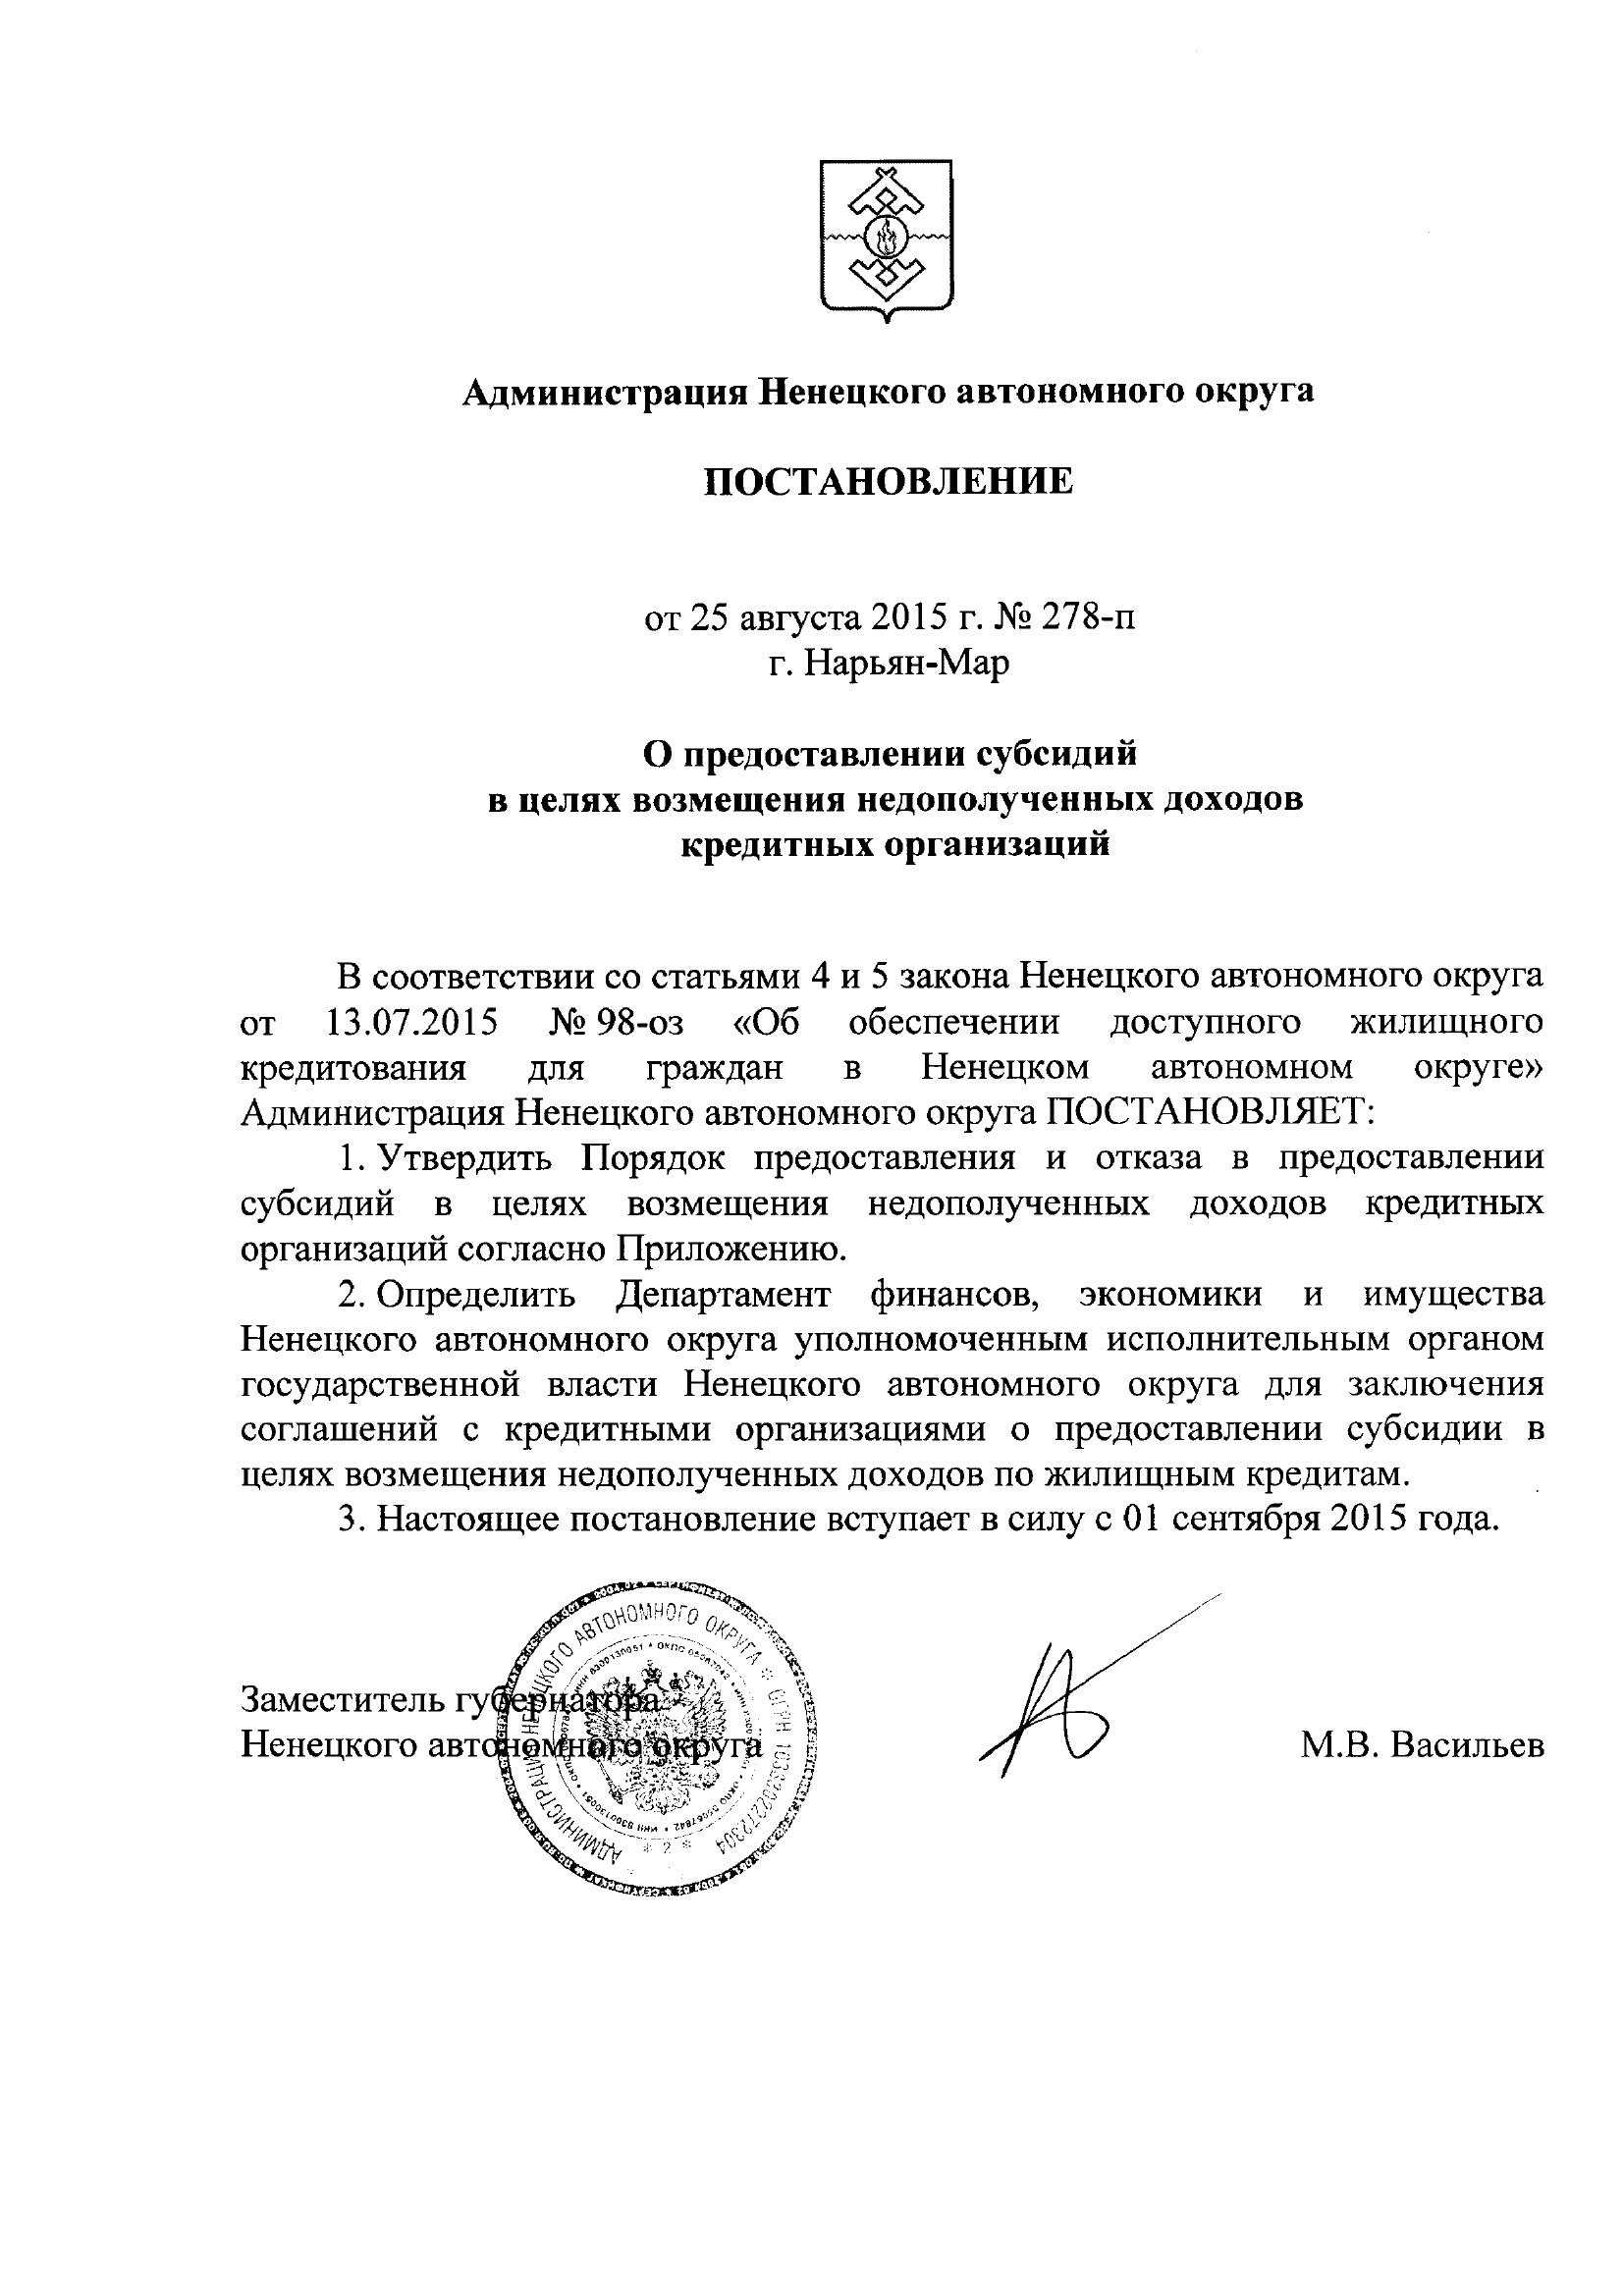 Администрация Ненецкого автономного округа
ПОСТАНОВЛЕНИЕ
от 25 августа 2015 г. № 278-п
г. Нарьян-Мар
О предоставлении субсидий
в целях возмещения недополученных доходов
кредитных организаций
В соответствии со статьями 4 и 5 закона Ненецкого автономного округа
от 13.07.2015 № 98-оз «Об обеспечении доступного жилищного
кредитования для граждан в Ненецком автономном округе»
Администрация Ненецкого автономного округа ПОСТАНОВЛЯЕТ:
1. Утвердить Порядок предоставления и отказа в предоставлении
субсидий в целях возмещения недополученных доходов кредитных
организаций согласно Приложению.
2. Определить Департамент финансов, экономики и имущества
Ненецкого автономного округа уполномоченным исполнительным органом
государственной власти Ненецкого автономного округа для заключения
соглашений с кредитными организациями о предоставлении субсидии в
целях возмещения недополученных доходов по жилищным кредитам.
3. Настоящее постановление вступает в силу с 01 сентября 2015 года.
Заместитель губернатора
Ненецкого автономного округа М.В. Васильев
АДМИНИСТРАЦИЯ НЕНЕЦКОГО АВТОНОМНОГО ОКРУГА * ОГРН
* 2 *